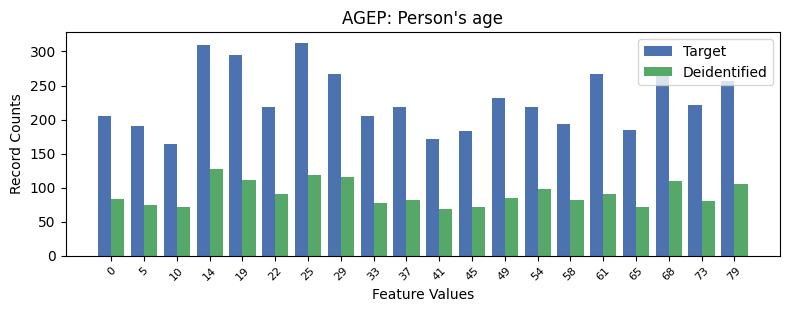 AGEP: Person's age
Target
Deidentified
Record Counts
300
250
200
150
100
50
0
0 5 10 14 19 22 25 29 33 37 41 45 49 54 58 61 65 68 73 79
Feature Values